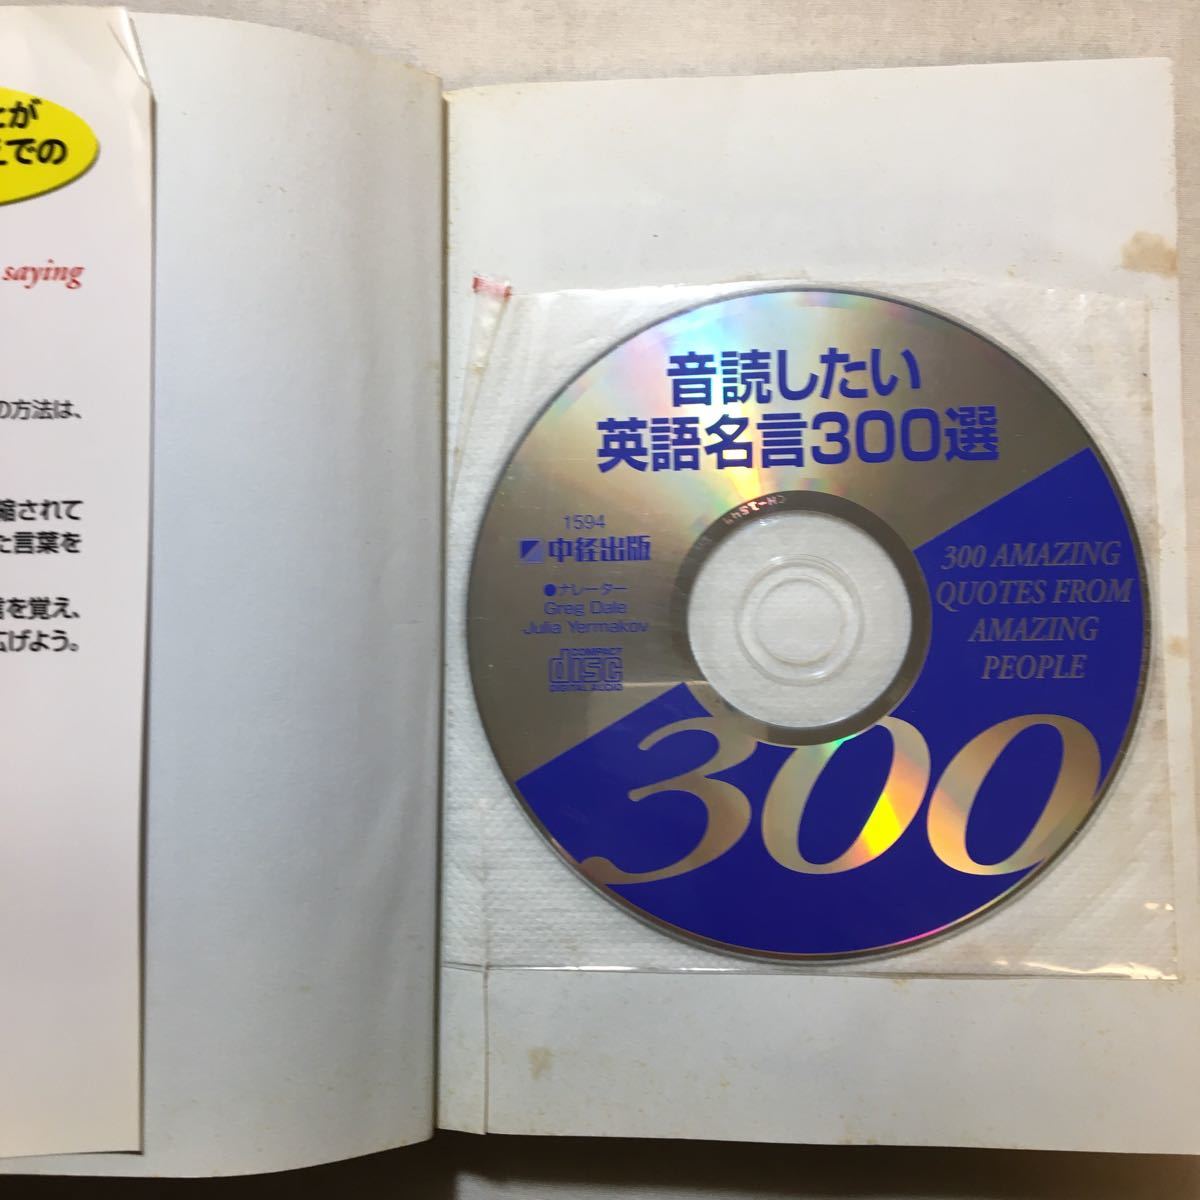 とが
えでの
saying
の方法は、
縮されて
た言葉を
言を覚え、
広げよう。
音読したい
英語名言300選
1594
中経出版
●ナレーター
Greg Dale
Julia Yermakov
COMPACT
disc
DIGITAL AUDIO
300 AMAZING
QUOTES FROM
AMAZING
PEOPLE
300